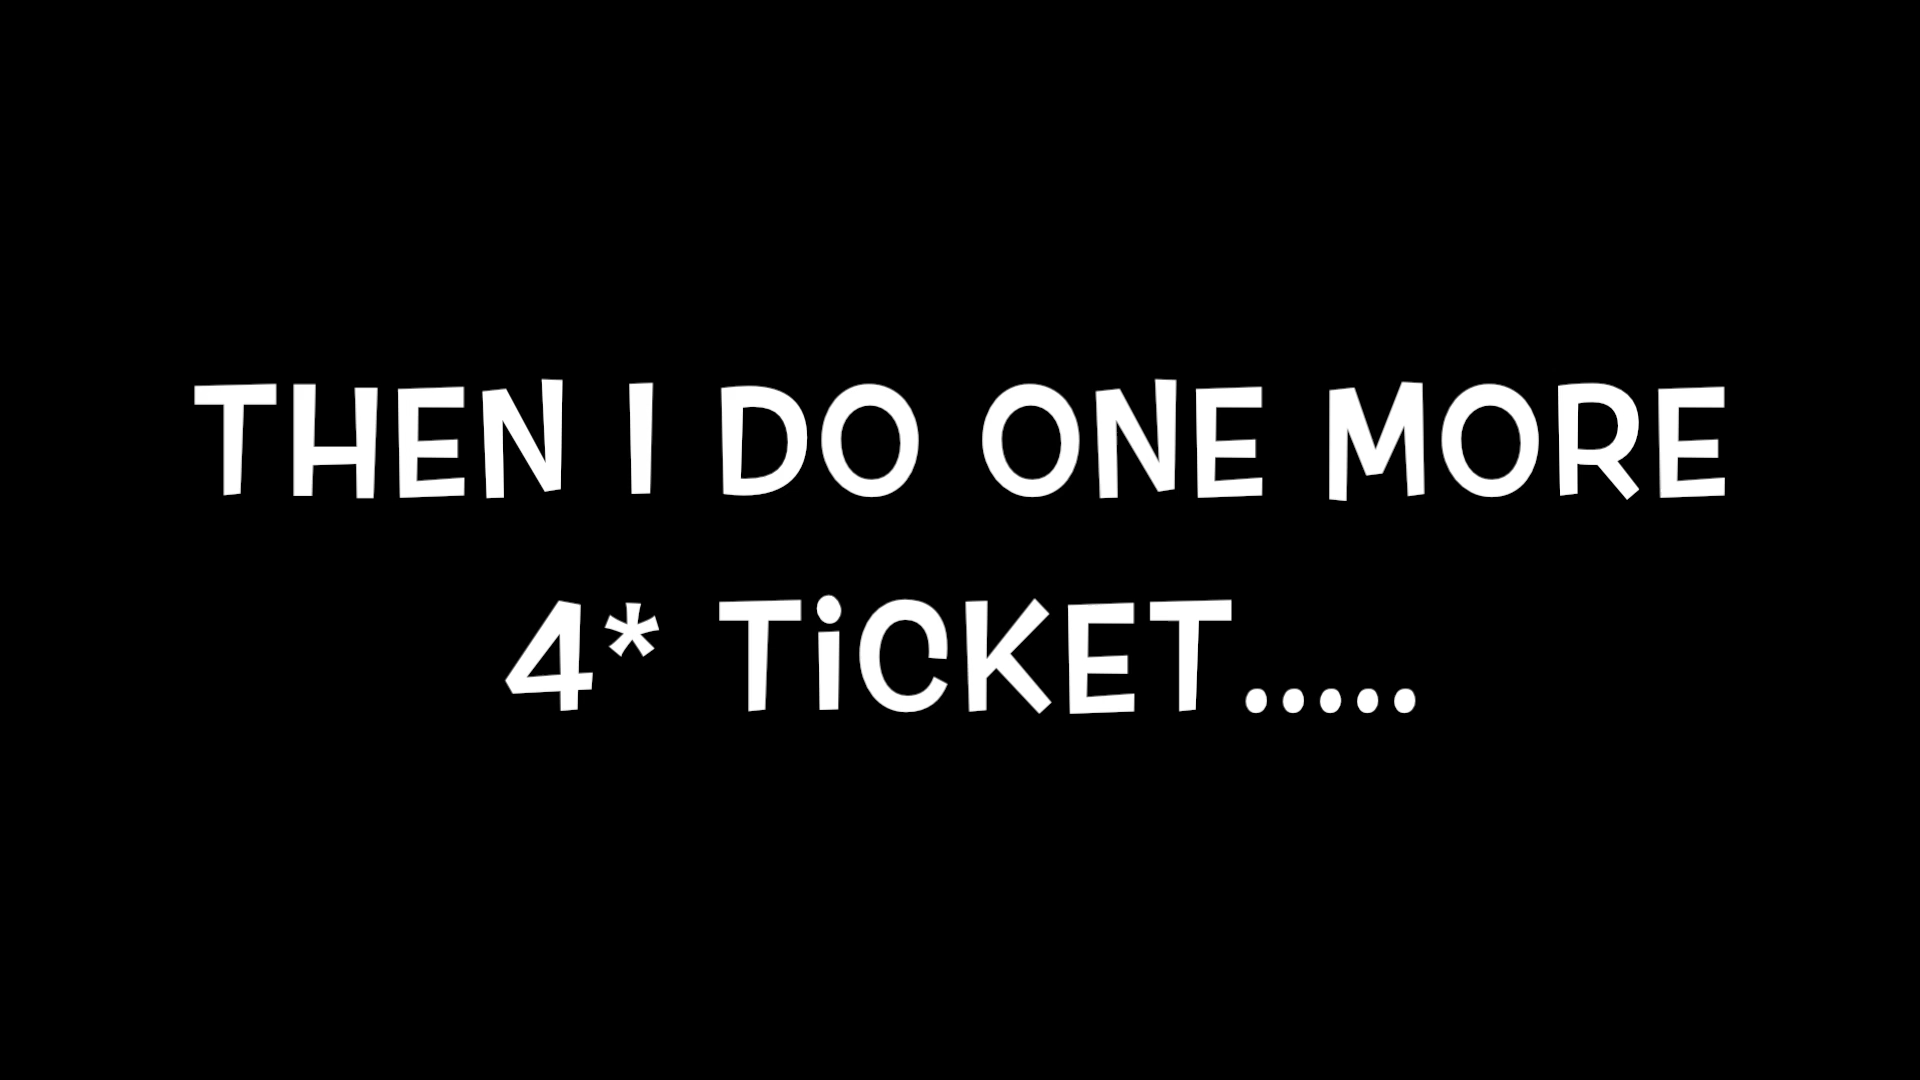 THEN I DO ONE MORE
4* TiCKET.....